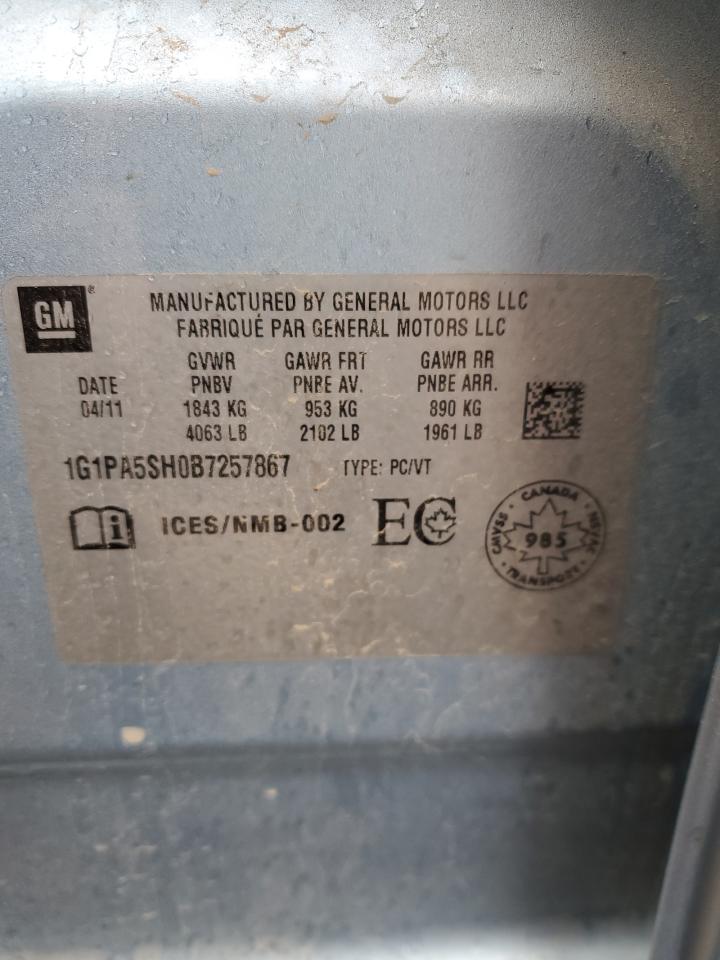 GM ®
MANUFACTURED BY GENERAL MOTORS LLC
FABRIQUÉ PAR GENERAL MOTORS LLC
GVWR GAWR FRT GAWR RR
DATE PNBV PNBE AV. PNBE ARR.
04/11 1843 KG 953 KG 890 KG
4063 LB 2102 LB 1961 LB
1G1PA5SH0B7257867 TYPE: PC/VT
i ICES/NMB-002 EC
· CANADA ·
CMVSS 985 NSVAC
· TRANSPORT ·